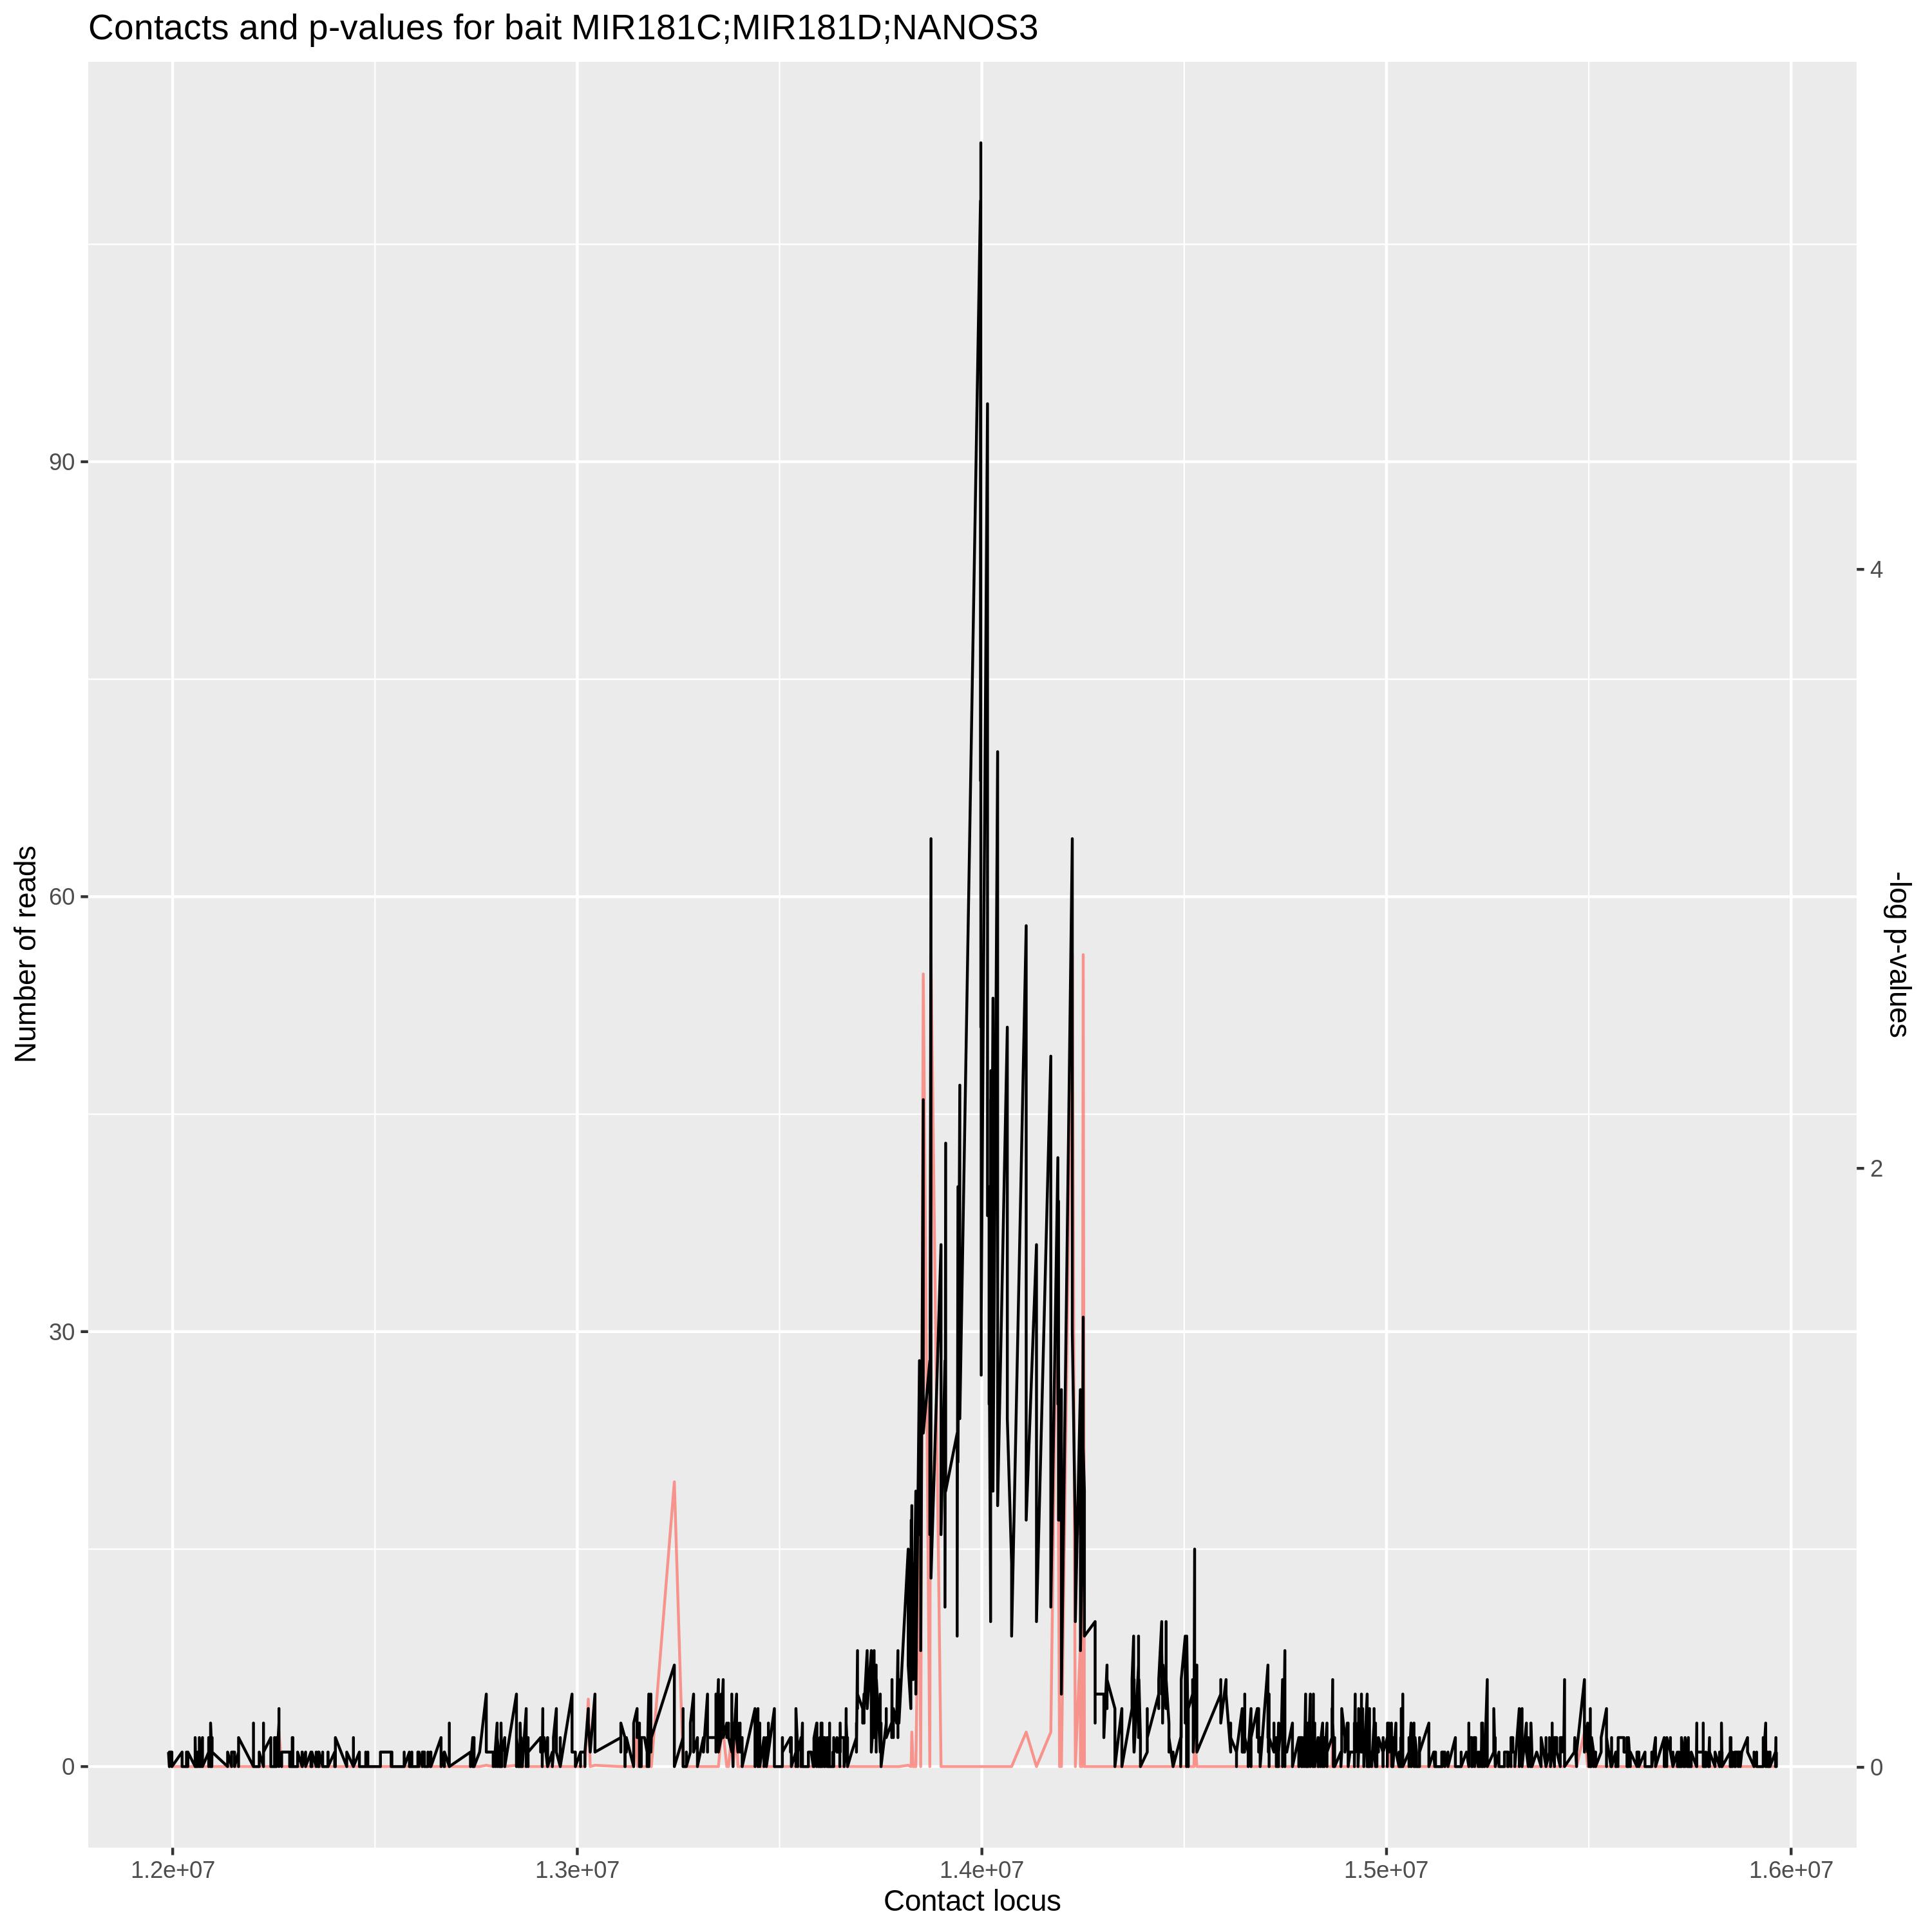 Contacts and p-values for bait MIR181C;MIR181D;NANOS3
90
60
30
0
Number of reads
4
2
0
-log p-values
1.2e+07
1.3e+07
1.4e+07
1.5e+07
1.6e+07
Contact locus